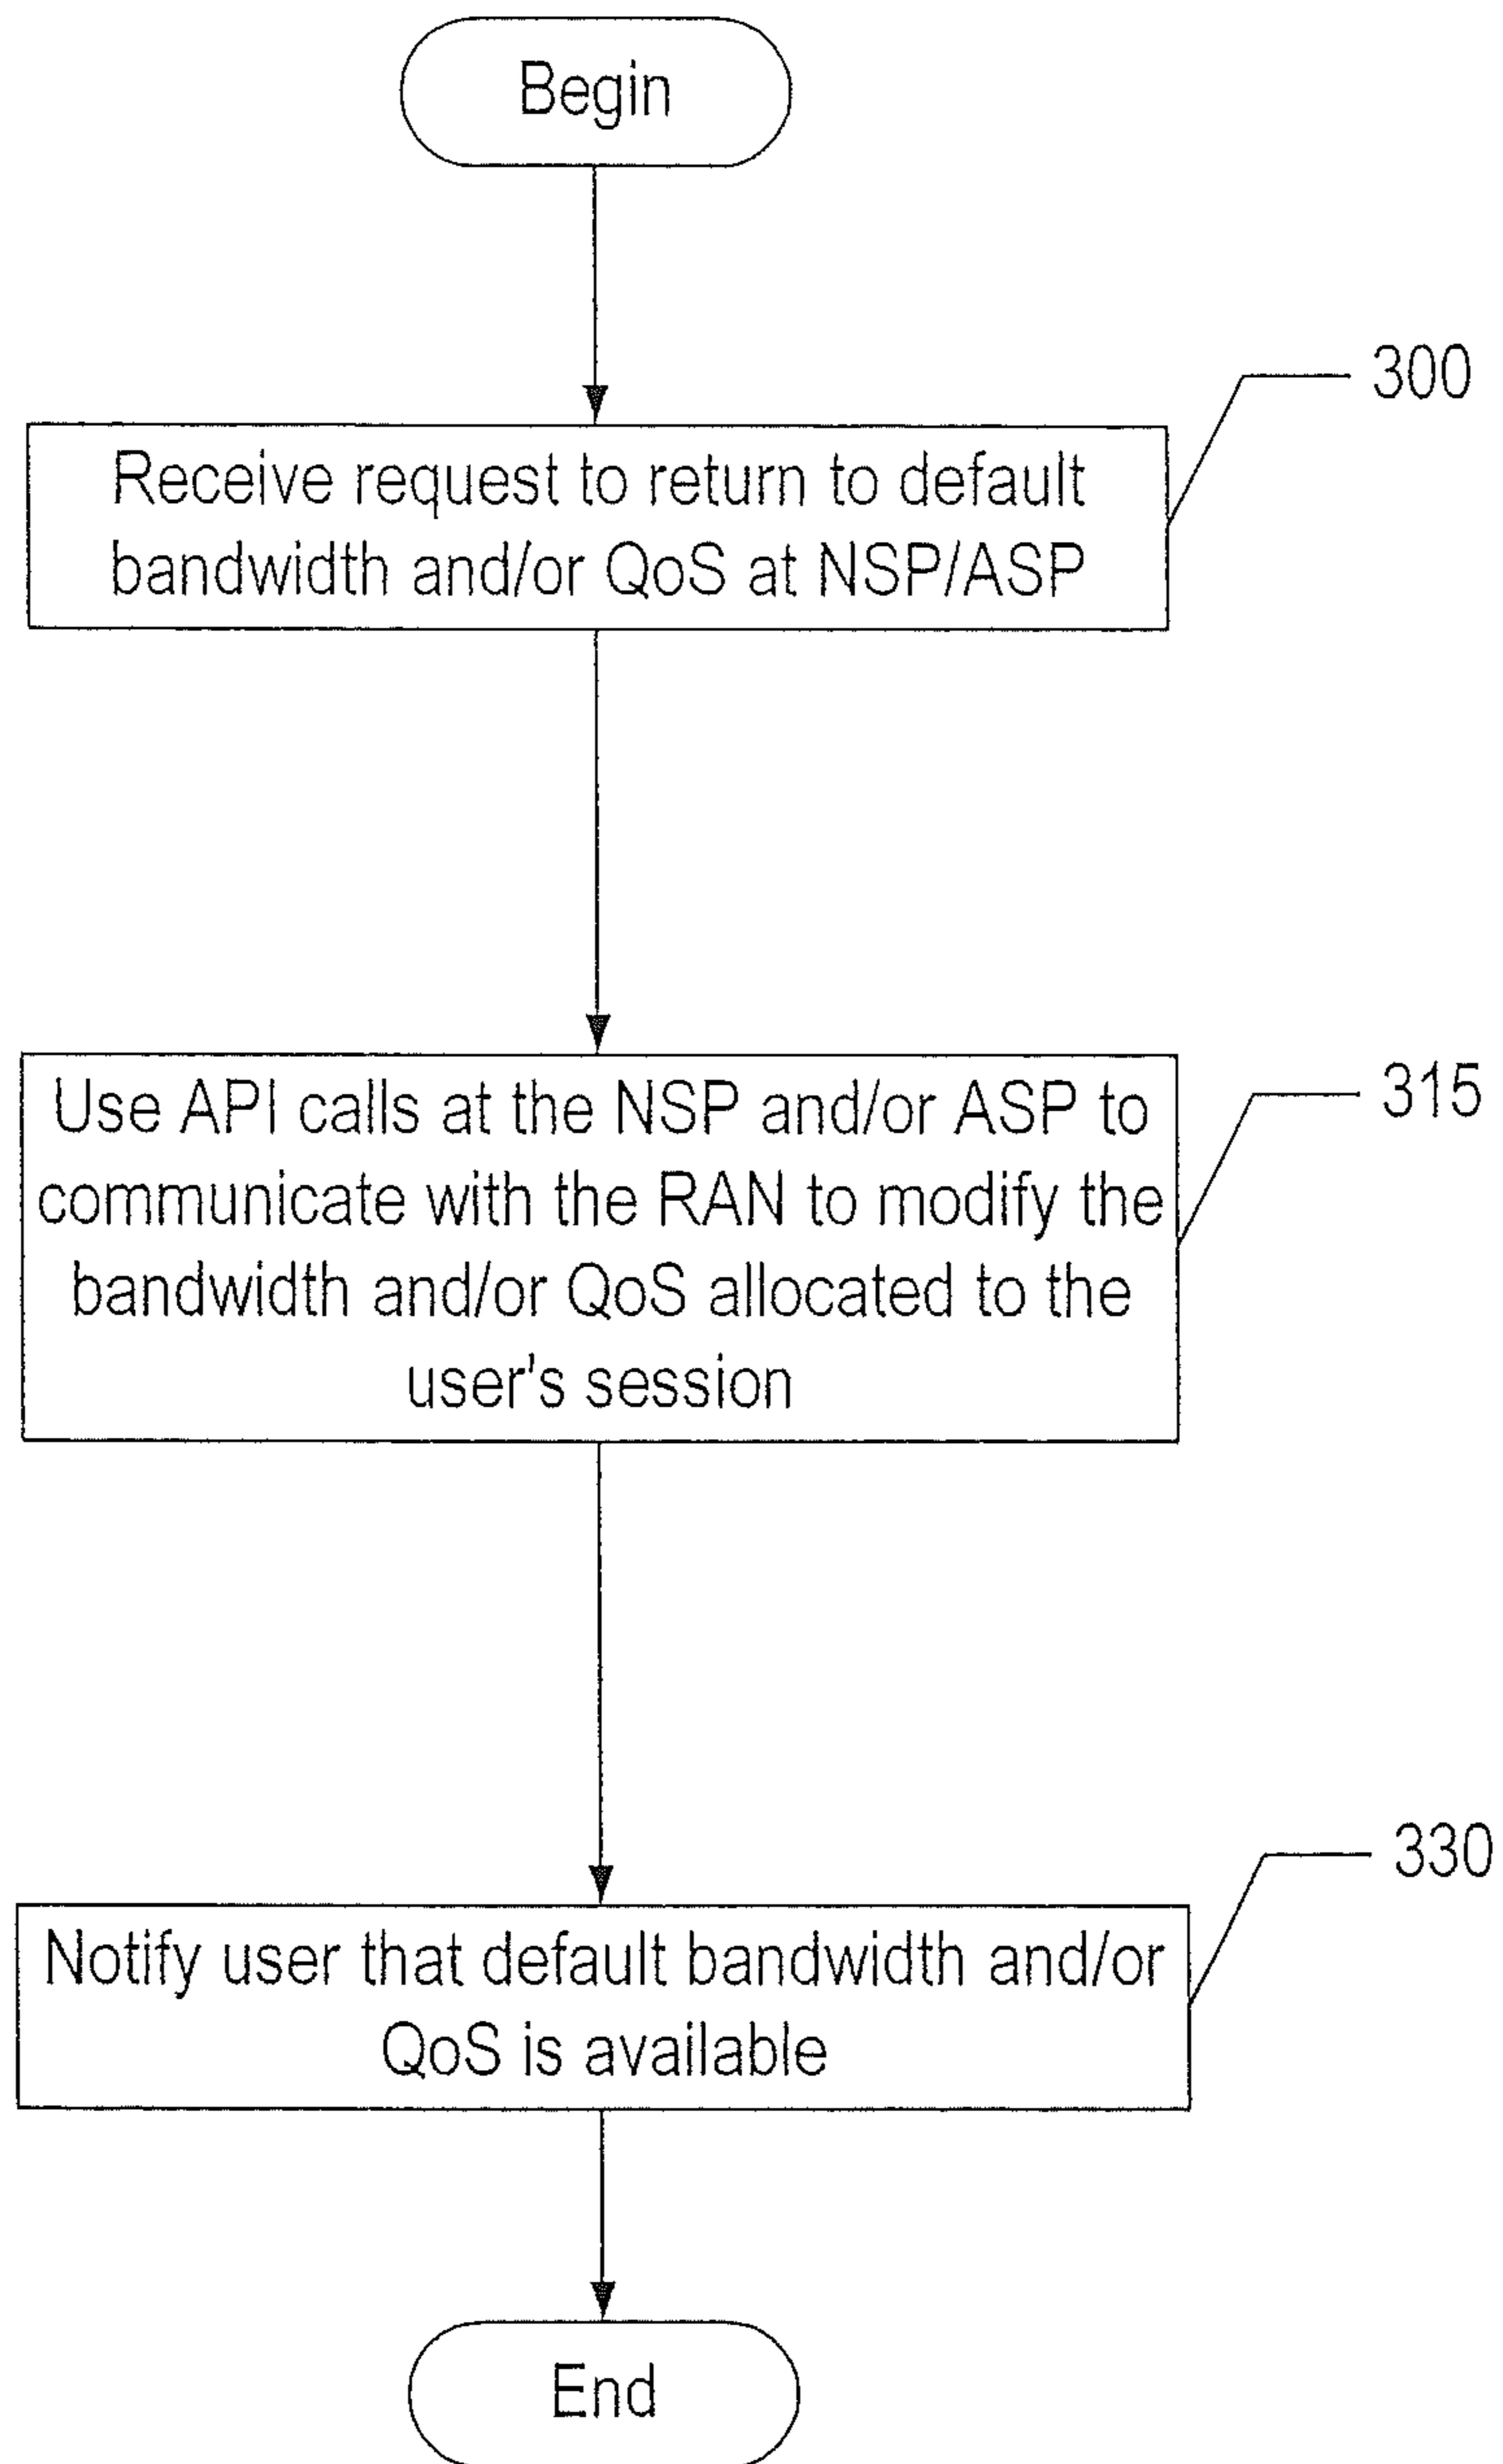 Begin
300
Receive request to return to default
bandwidth and/or QoS at NSP/ASP
315
Use API calls at the NSP and/or ASP to
communicate with the RAN to modify the
bandwidth and/or QoS allocated to the
user's session
330
Notify user that default bandwidth and/or
QoS is available
End